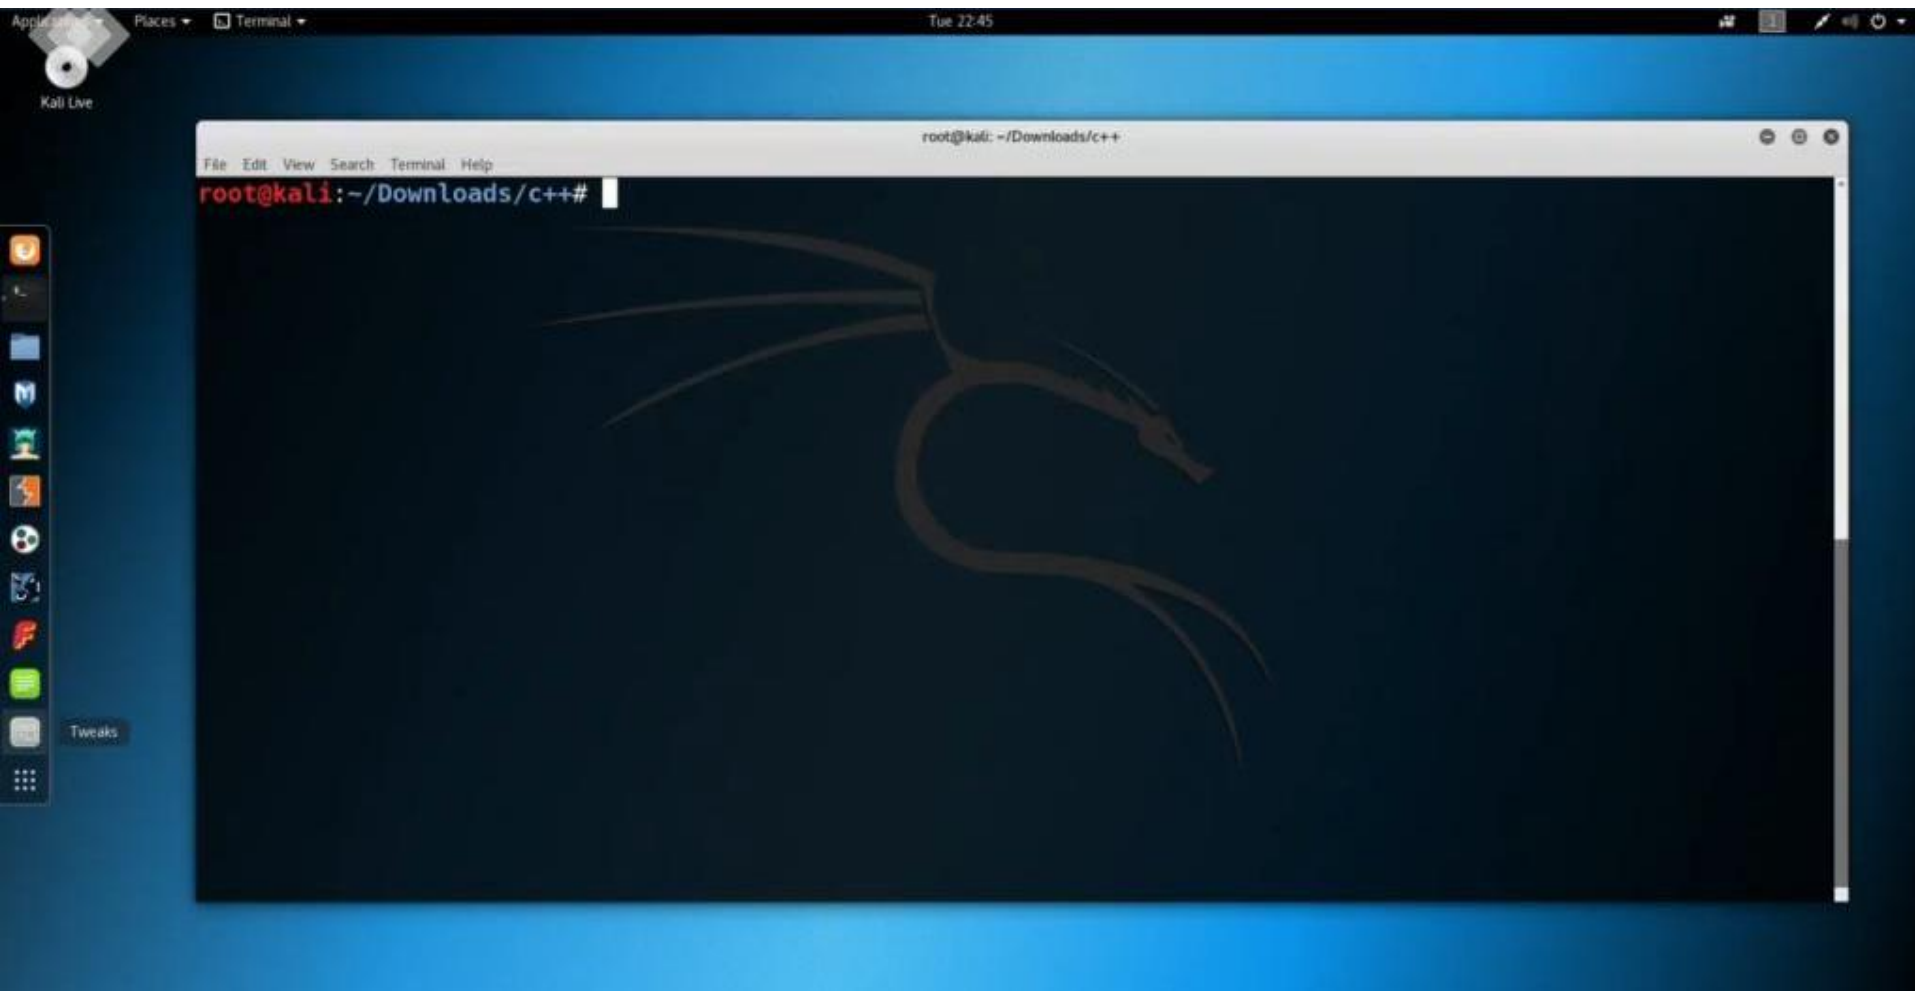 Places Terminal Tue 22:45 1
Kali Live
root@kali: ~/Downloads/c++
File Edit View Search Terminal Help
root@kali:~/Downloads/c++#
Tweaks